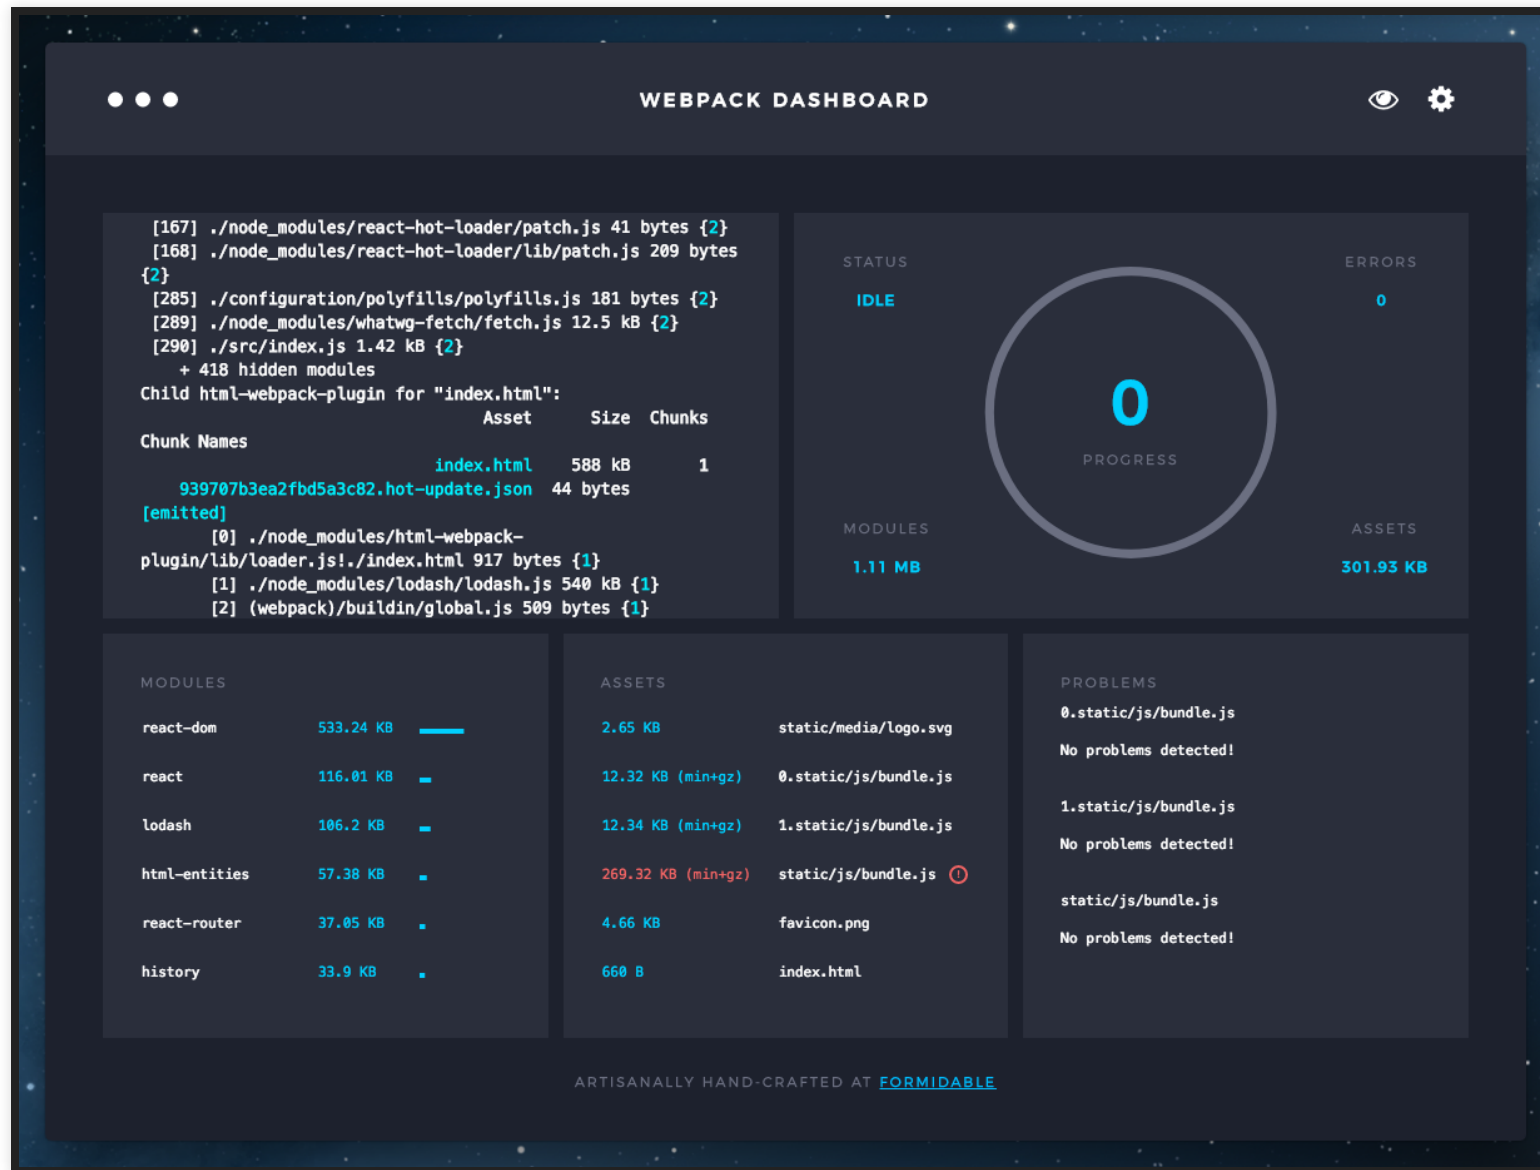 WEBPACK DASHBOARD
[167] ./node_modules/react-hot-loader/patch.js 41 bytes {2}
[168] ./node_modules/react-hot-loader/lib/patch.js 209 bytes
{2}
[285] ./configuration/polyfills/polyfills.js 181 bytes {2}
[289] ./node_modules/whatwg-fetch/fetch.js 12.5 kB {2}
[290] ./src/index.js 1.42 kB {2}
+ 418 hidden modules
Child html-webpack-plugin for "index.html":
Asset Size Chunks
Chunk Names
index.html 588 kB 1
939707b3ea2fbd5a3c82.hot-update.json 44 bytes
[emitted]
[0] ./node_modules/html-webpack-
plugin/lib/loader.js!./index.html 917 bytes {1}
[1] ./node_modules/lodash/lodash.js 540 kB {1}
[2] (webpack)/buildin/global.js 509 bytes {1}
STATUS
IDLE
ERRORS
0
0
PROGRESS
MODULES
1.11 MB
ASSETS
301.93 KB
MODULES
react-dom 533.24 KB
react 116.01 KB
lodash 106.2 KB
html-entities 57.38 KB
react-router 37.05 KB
history 33.9 KB
ASSETS
2.65 KB static/media/logo.svg
12.32 KB (min+gz) 0.static/js/bundle.js
12.34 KB (min+gz) 1.static/js/bundle.js
269.32 KB (min+gz) static/js/bundle.js
4.66 KB favicon.png
660 B index.html
PROBLEMS
0.static/js/bundle.js
No problems detected!
1.static/js/bundle.js
No problems detected!
static/js/bundle.js
No problems detected!
ARTISANALLY HAND-CRAFTED AT FORMIDABLE